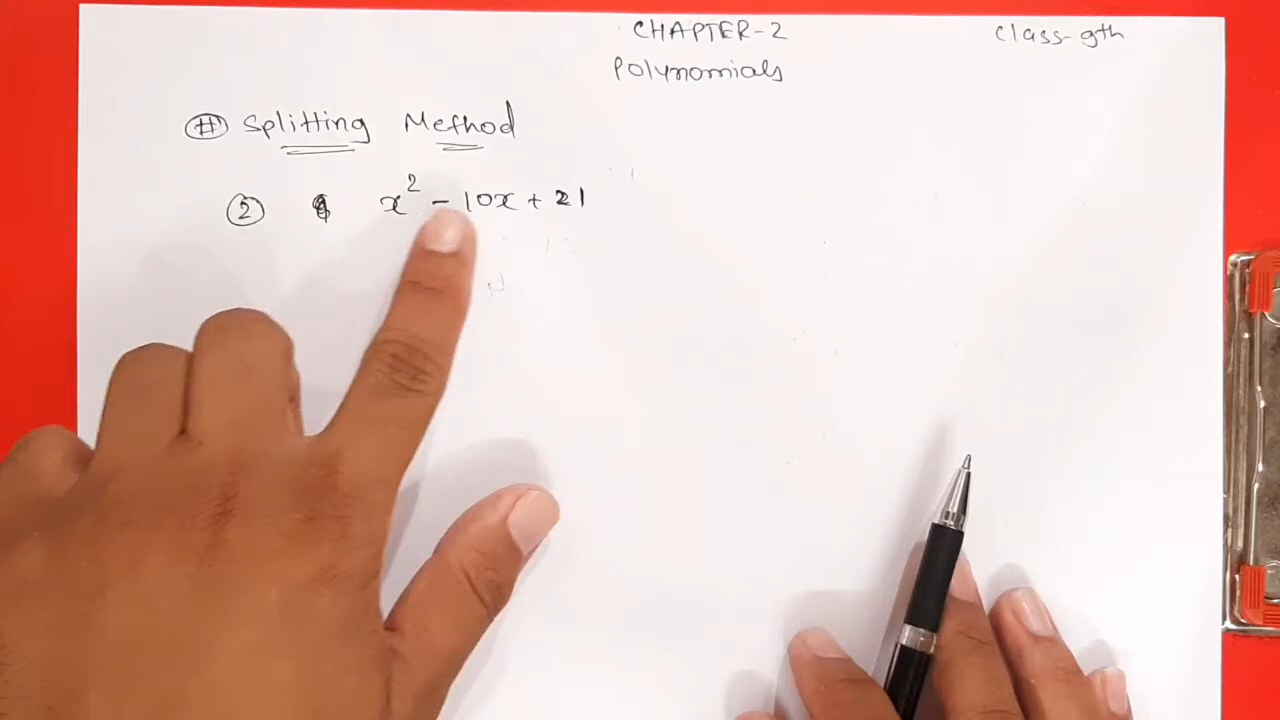 CHAPTER-2
Class-9th
Polynomials
# Splitting Method
② x² - 10x + 21